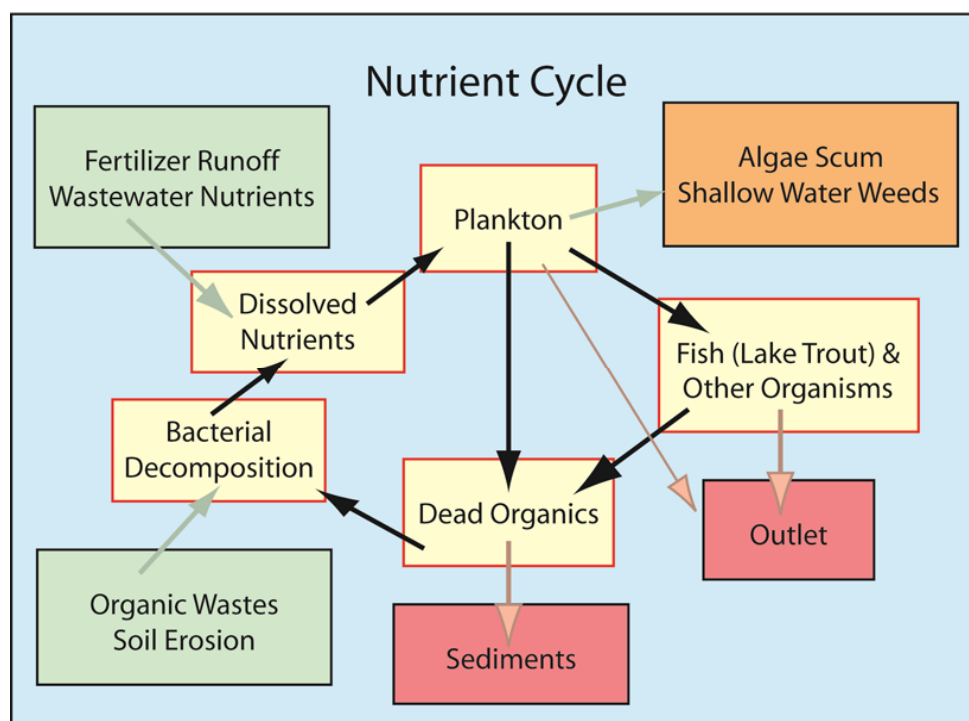 Nutrient Cycle
Fertilizer Runoff
Wastewater Nutrients
Algae Scum
Shallow Water Weeds
Plankton
Dissolved
Nutrients
Fish (Lake Trout) &
Other Organisms
Bacterial
Decomposition
Dead Organics
Outlet
Organic Wastes
Soil Erosion
Sediments